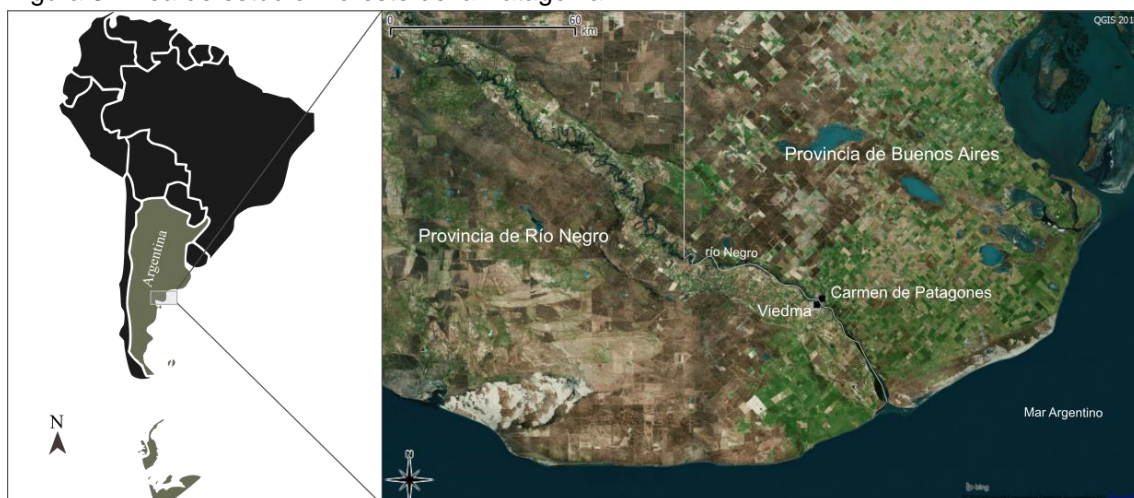 Argentina
N
0
60
km
QGIS 201
Provincia de Buenos Aires
Provincia de Río Negro
río Negro
Carmen de Patagones
Viedma
Mar Argentino
N
bing